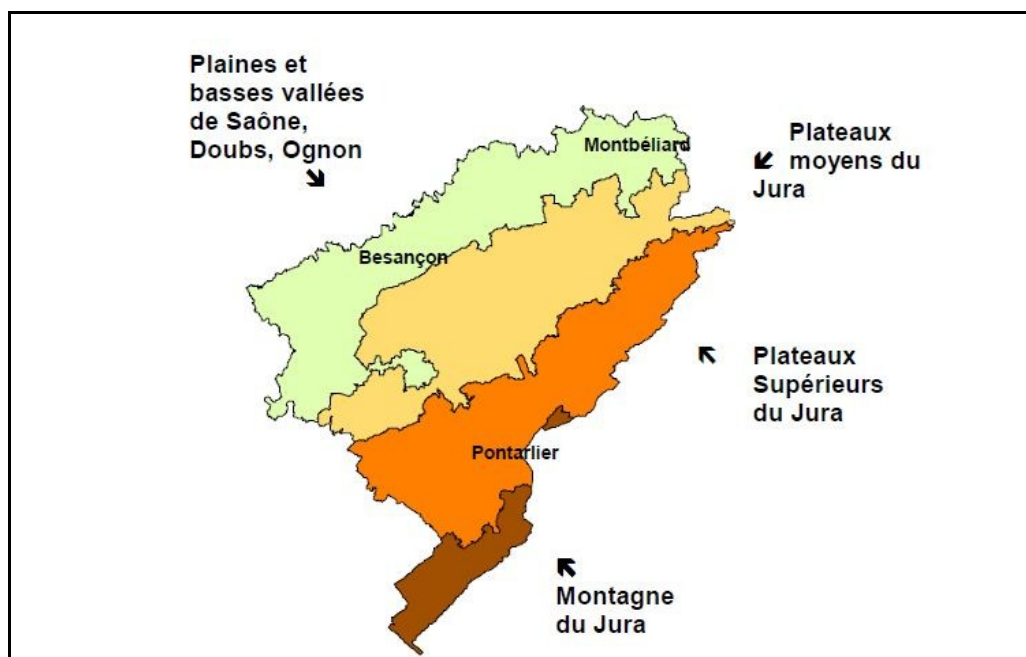 Plaines et
basses vallées
de Saône,
Doubs, Ognon
Montbéliard
Plateaux
moyens du
Jura
Besançon
Plateaux
Supérieurs
du Jura
Pontarlier
Montagne
du Jura